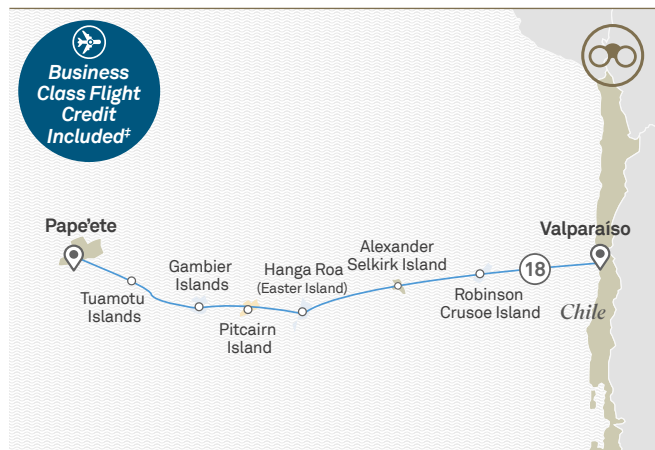 Business
Class Flight
Credit
Included‡
Pape'ete
Valparaíso
Alexander
Selkirk Island
Gambier
Islands
Hanga Roa
(Easter Island)
18
Tuamotu
Islands
Robinson
Crusoe Island
Chile
Pitcairn
Island